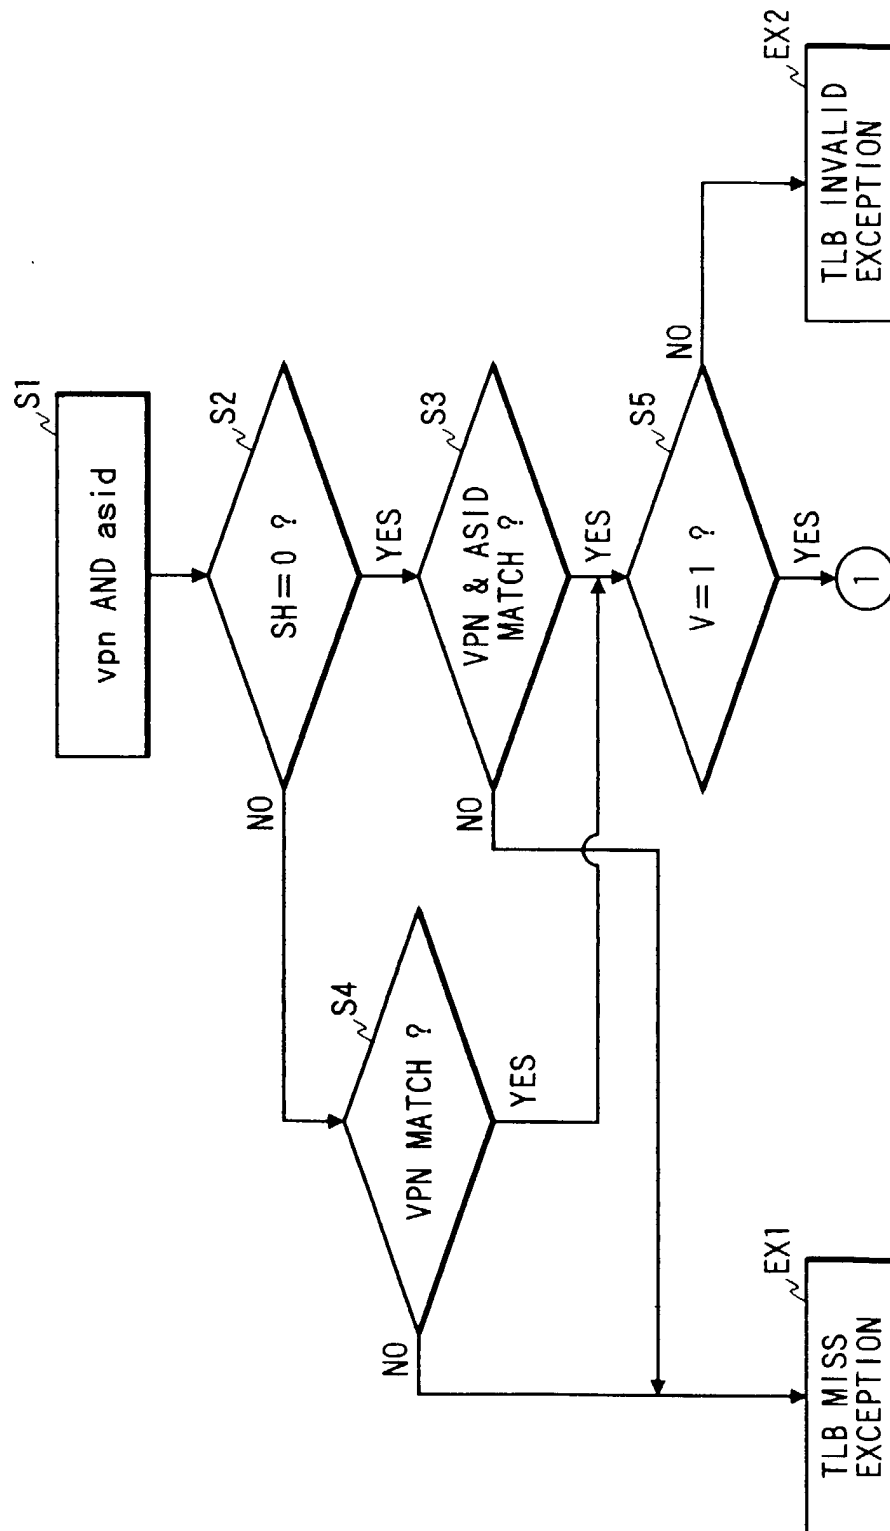 S1
vpn AND asid
S2
SH=0 ?
NO
YES
S3
VPN & ASID
MATCH ?
NO
YES
S4
VPN MATCH ?
NO
YES
S5
V=1 ?
NO
YES
1
EX1
TLB MISS
EXCEPTION
EX2
TLB INVALID
EXCEPTION